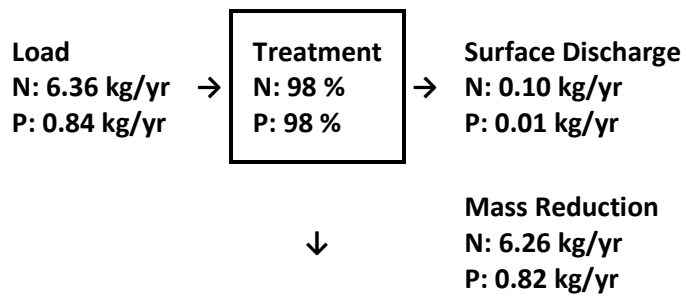 Load
N: 6.36 kg/yr →
P: 0.84 kg/yr
Treatment
N: 98 %
P: 98 %
→
Surface Discharge
N: 0.10 kg/yr
P: 0.01 kg/yr
↓
Mass Reduction
N: 6.26 kg/yr
P: 0.82 kg/yr